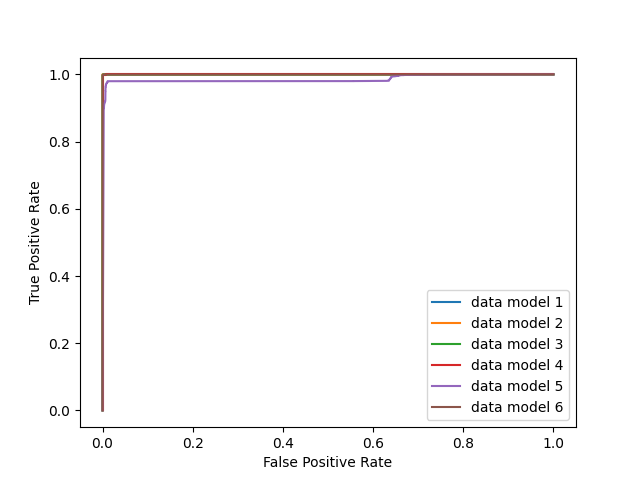 1.0
0.8
0.6
0.4
0.2
0.0
True Positive Rate
data model 1
data model 2
data model 3
data model 4
data model 5
data model 6
0.0 0.2 0.4 0.6 0.8 1.0
False Positive Rate